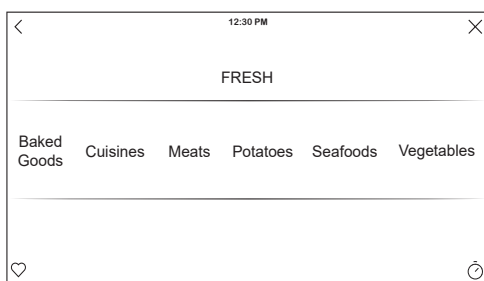 12:30 PM
FRESH
Baked Goods
Cuisines Meats Potatoes Seafoods Vegetables